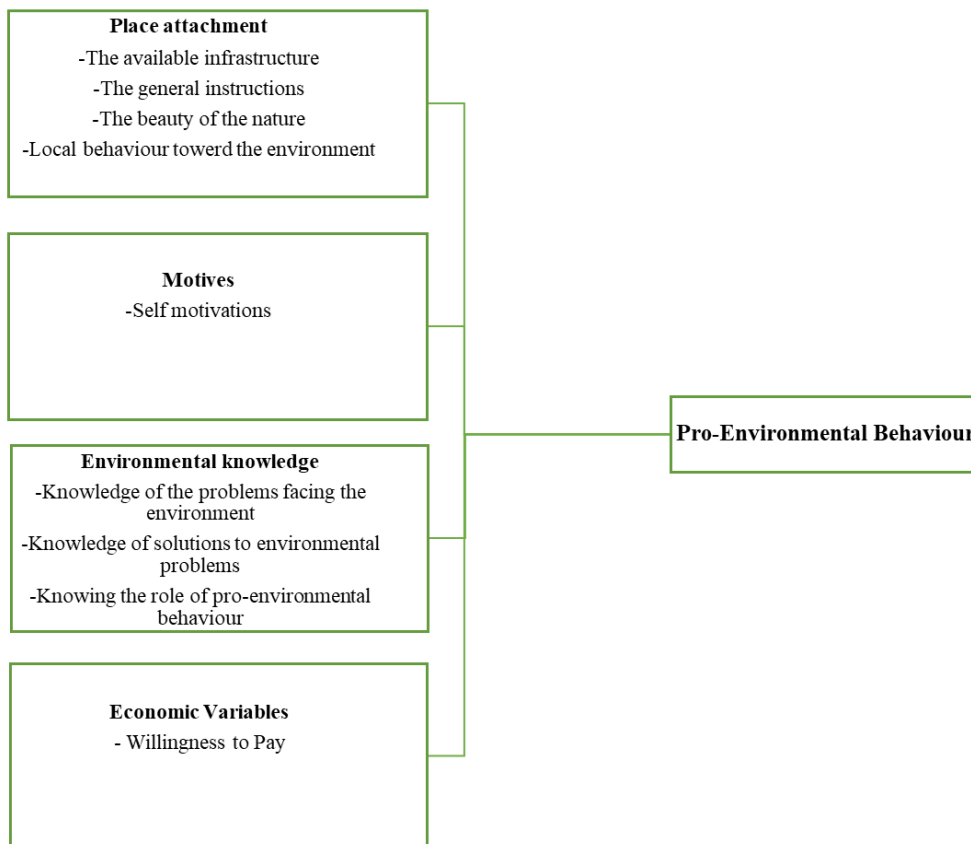 Place attachment
-The available infrastructure
-The general instructions
-The beauty of the nature
-Local behaviour towerd the environment
Motives
-Self motivations
Environmental knowledge
-Knowledge of the problems facing the
environment
-Knowledge of solutions to environmental
problems
-Knowing the role of pro-environmental
behaviour
Economic Variables
- Willingness to Pay
Pro-Environmental Behaviour